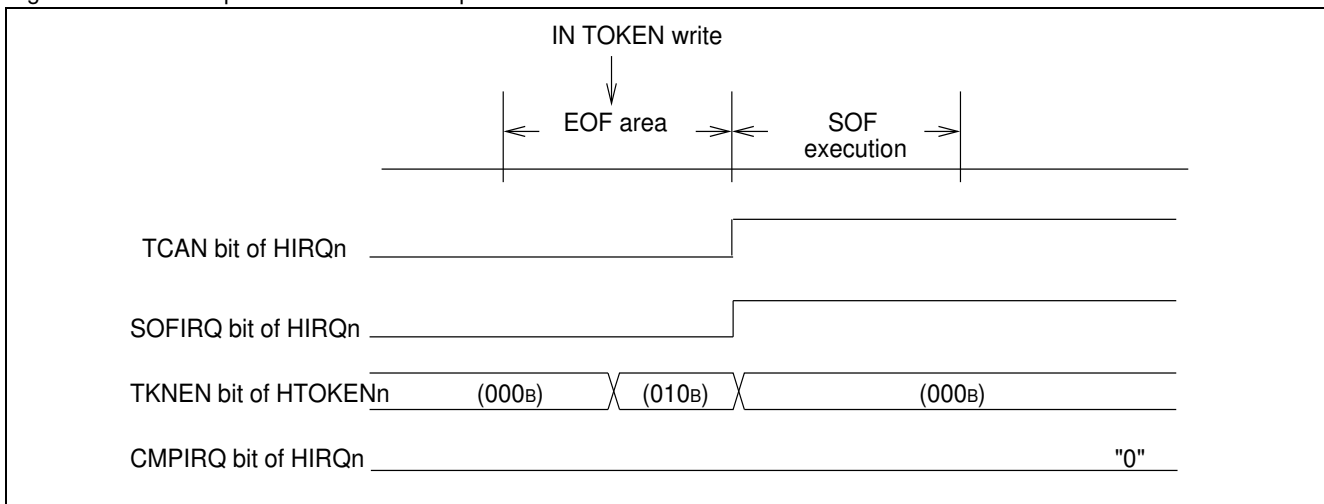 IN TOKEN write
EOF area
SOF
execution
TCAN bit of HIRQn
SOFIRQ bit of HIRQn
TKNEN bit of HTOKENn (000B) (010B) (000B)
CMPIRQ bit of HIRQn "0"